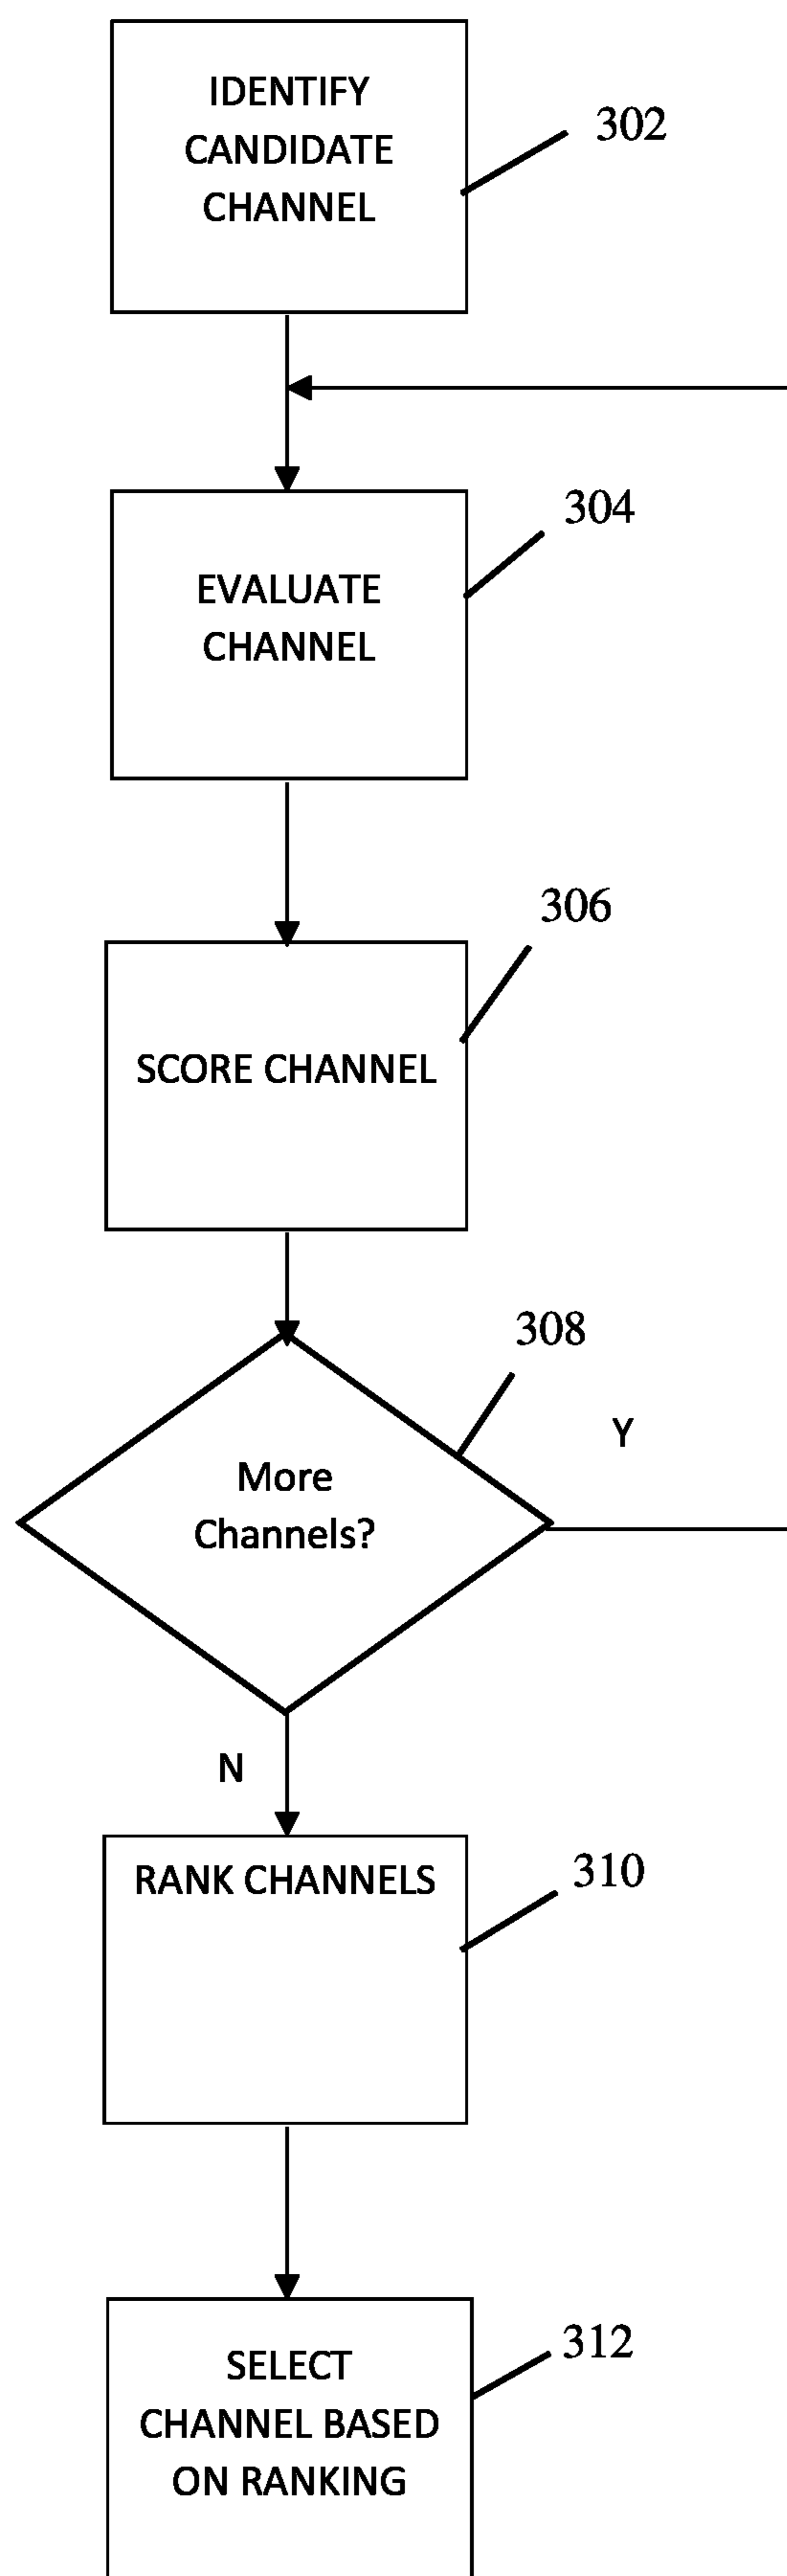 IDENTIFY
CANDIDATE
CHANNEL
302
EVALUATE
CHANNEL
304
SCORE CHANNEL
306
More
Channels?
308
Y
N
RANK CHANNELS
310
SELECT
CHANNEL BASED
ON RANKING
312